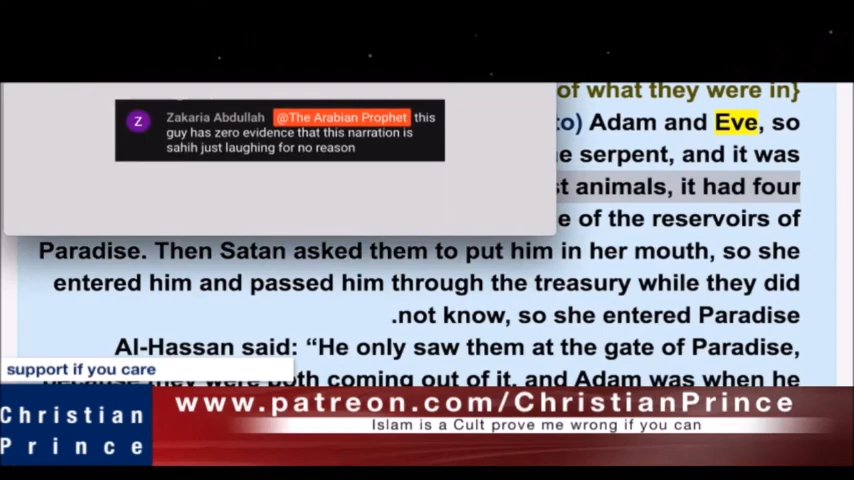 of what they were in}
Zakaria Abdullah @The Arabian Prophet this
guy has zero evidence that this narration is
sahih just laughing for no reason
Z
to) Adam and Eve, so
serpent, and it was
animals, it had four
of the reservoirs of
Paradise. Then Satan asked them to put him in her mouth, so she
entered him and passed him through the treasury while they did
.not know, so she entered Paradise
Al-Hassan said: “He only saw them at the gate of Paradise,
support if you care
because they were both coming out of it, and Adam was when he
Christian
Prince
www.patreon.com/ChristianPrince
Islam is a Cult prove me wrong if you can